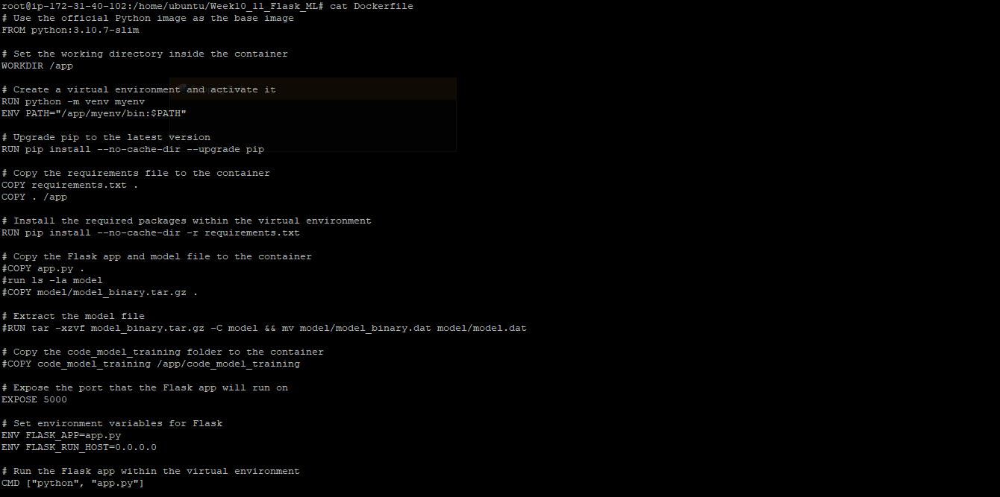 root@ip-172-31-40-102:/home/ubuntu/Week10_11_Flask_ML# cat Dockerfile
# Use the official Python image as the base image
FROM python:3.10.7-slim
# Set the working directory inside the container
WORKDIR /app
# Create a virtual environment and activate it
RUN python -m venv myenv
ENV PATH="/app/myenv/bin:$PATH"
# Upgrade pip to the latest version
RUN pip install --no-cache-dir --upgrade pip
# Copy the requirements file to the container
COPY requirements.txt .
COPY . /app
# Install the required packages within the virtual environment
RUN pip install --no-cache-dir -r requirements.txt
# Copy the Flask app and model file to the container
#COPY app.py .
#run ls -la model
#COPY model/model_binary.tar.gz .
# Extract the model file
#RUN tar -xzvf model_binary.tar.gz -C model && mv model/model_binary.dat model/model.dat
# Copy the code_model_training folder to the container
#COPY code_model_training /app/code_model_training
# Expose the port that the Flask app will run on
EXPOSE 5000
# Set environment variables for Flask
ENV FLASK_APP=app.py
ENV FLASK_RUN_HOST=0.0.0.0
# Run the Flask app within the virtual environment
CMD ["python", "app.py"]